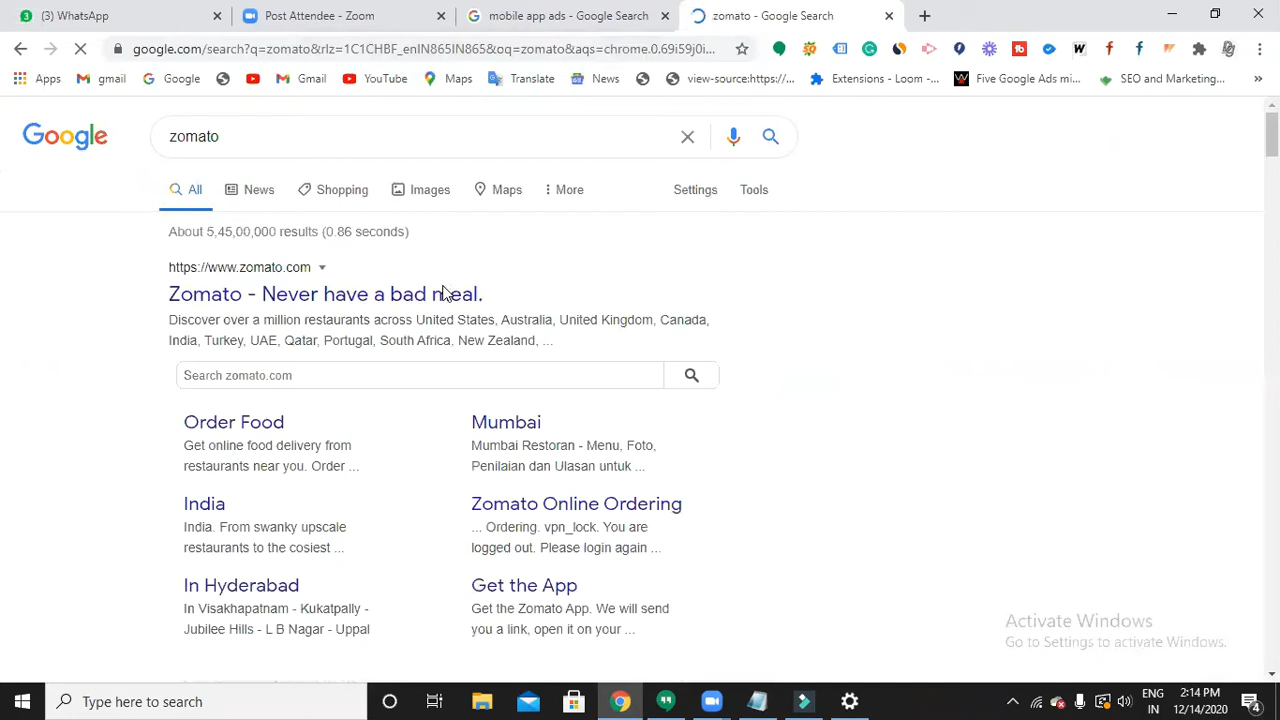 (3) WhatsApp
Post Attendee - Zoom
mobile app ads - Google Search
zomato - Google Search
google.com/search?q=zomato&rlz=1C1CHBF_enIN865IN865&oq=zomato&aqs=chrome.0.69i59j0i...
Apps
gmail
Google
Gmail
YouTube
Maps
Translate
News
view-source:https://...
Extensions - Loom -...
Five Google Ads mi...
SEO and Marketing...
Google
zomato
All
News
Shopping
Images
Maps
More
Settings
Tools
About 5,45,00,000 results (0.86 seconds)
https://www.zomato.com
Zomato - Never have a bad meal.
Discover over a million restaurants across United States, Australia, United Kingdom, Canada,
India, Turkey, UAE, Qatar, Portugal, South Africa, New Zealand, ...
Search zomato.com
Order Food
Get online food delivery from
restaurants near you. Order ...
Mumbai
Mumbai Restoran - Menu, Foto,
Penilaian dan Ulasan untuk ...
India
India. From swanky upscale
restaurants to the cosiest ...
Zomato Online Ordering
... Ordering. vpn_lock. You are
logged out. Please login again ...
In Hyderabad
In Visakhapatnam - Kukatpally -
Jubilee Hills - L B Nagar - Uppal
Get the App
Get the Zomato App. We will send
you a link, open it on your ...
Activate Windows
Go to Settings to activate Windows.
Type here to search
ENG
IN
2:14 PM
12/14/2020
4